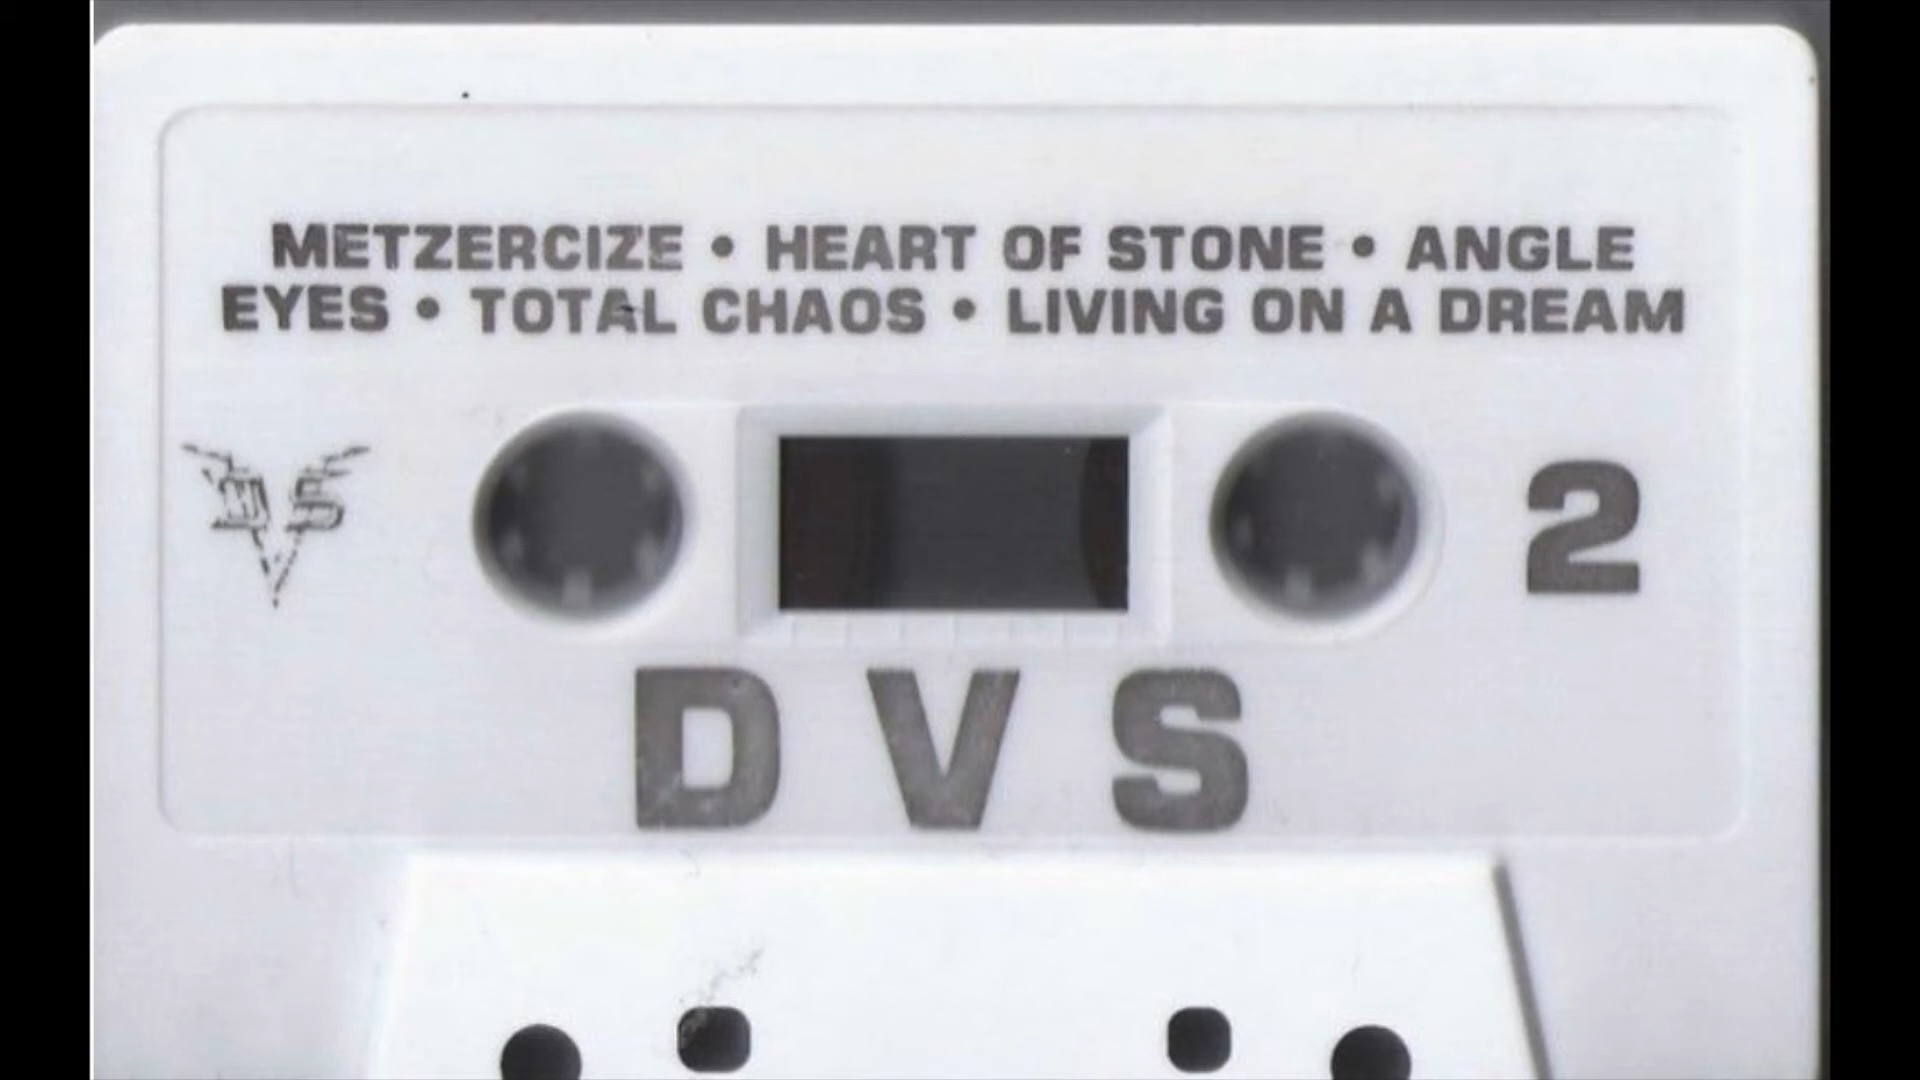 METZERCIZE • HEART OF STONE • ANGLE
EYES • TOTAL CHAOS • LIVING ON A DREAM
DVS
2
D V S